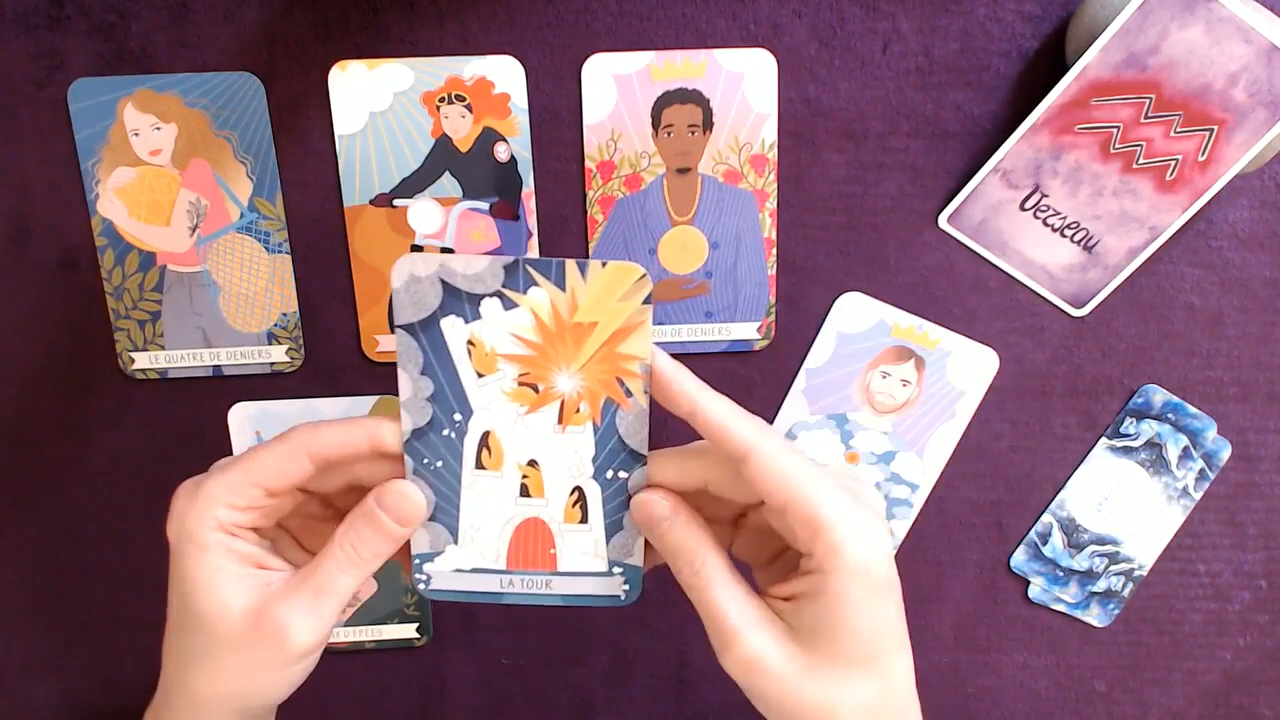 Verseau
LE QUATRE DE DENIERS
ROI DE DENIERS
LA TOUR